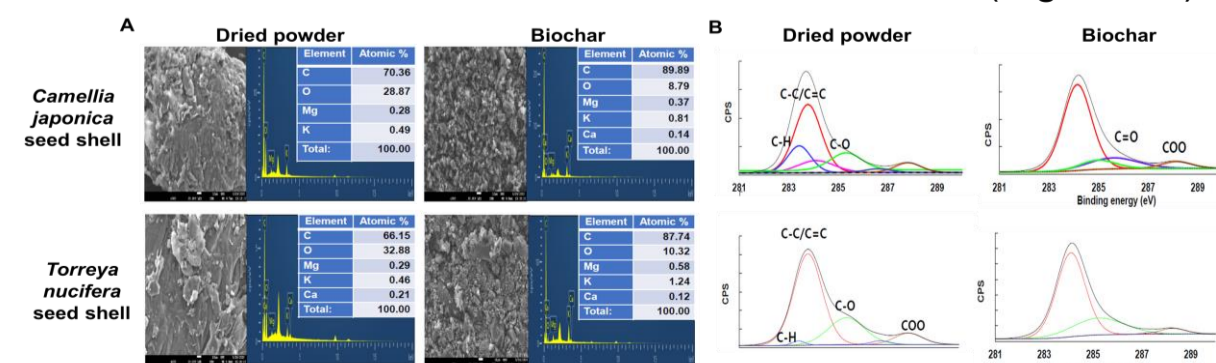 A
B
Dried powder
Biochar
Dried powder
Biochar
Camellia
japonica
seed shell
Element Atomic %
C 70.36
O 28.87
Mg 0.28
K 0.49
Total: 100.00
Element Atomic %
C 89.89
O 8.79
Mg 0.37
K 0.81
Ca 0.14
Total: 100.00
CPS
C-C/C=C
C-H
C-O
281 283 285 287 289
CPS
C=O
COO
281 283 285 287 289
Binding energy (eV)
Torreya
nucifera
seed shell
Element Atomic %
C 66.15
O 32.88
Mg 0.29
K 0.46
Ca 0.21
Total: 100.00
Element Atomic %
C 87.74
O 10.32
Mg 0.58
K 1.24
Ca 0.12
Total: 100.00
CPS
C-C/C=C
C-O
C-H
COO
281 283 285 287 289
CPS
281 283 285 287 289